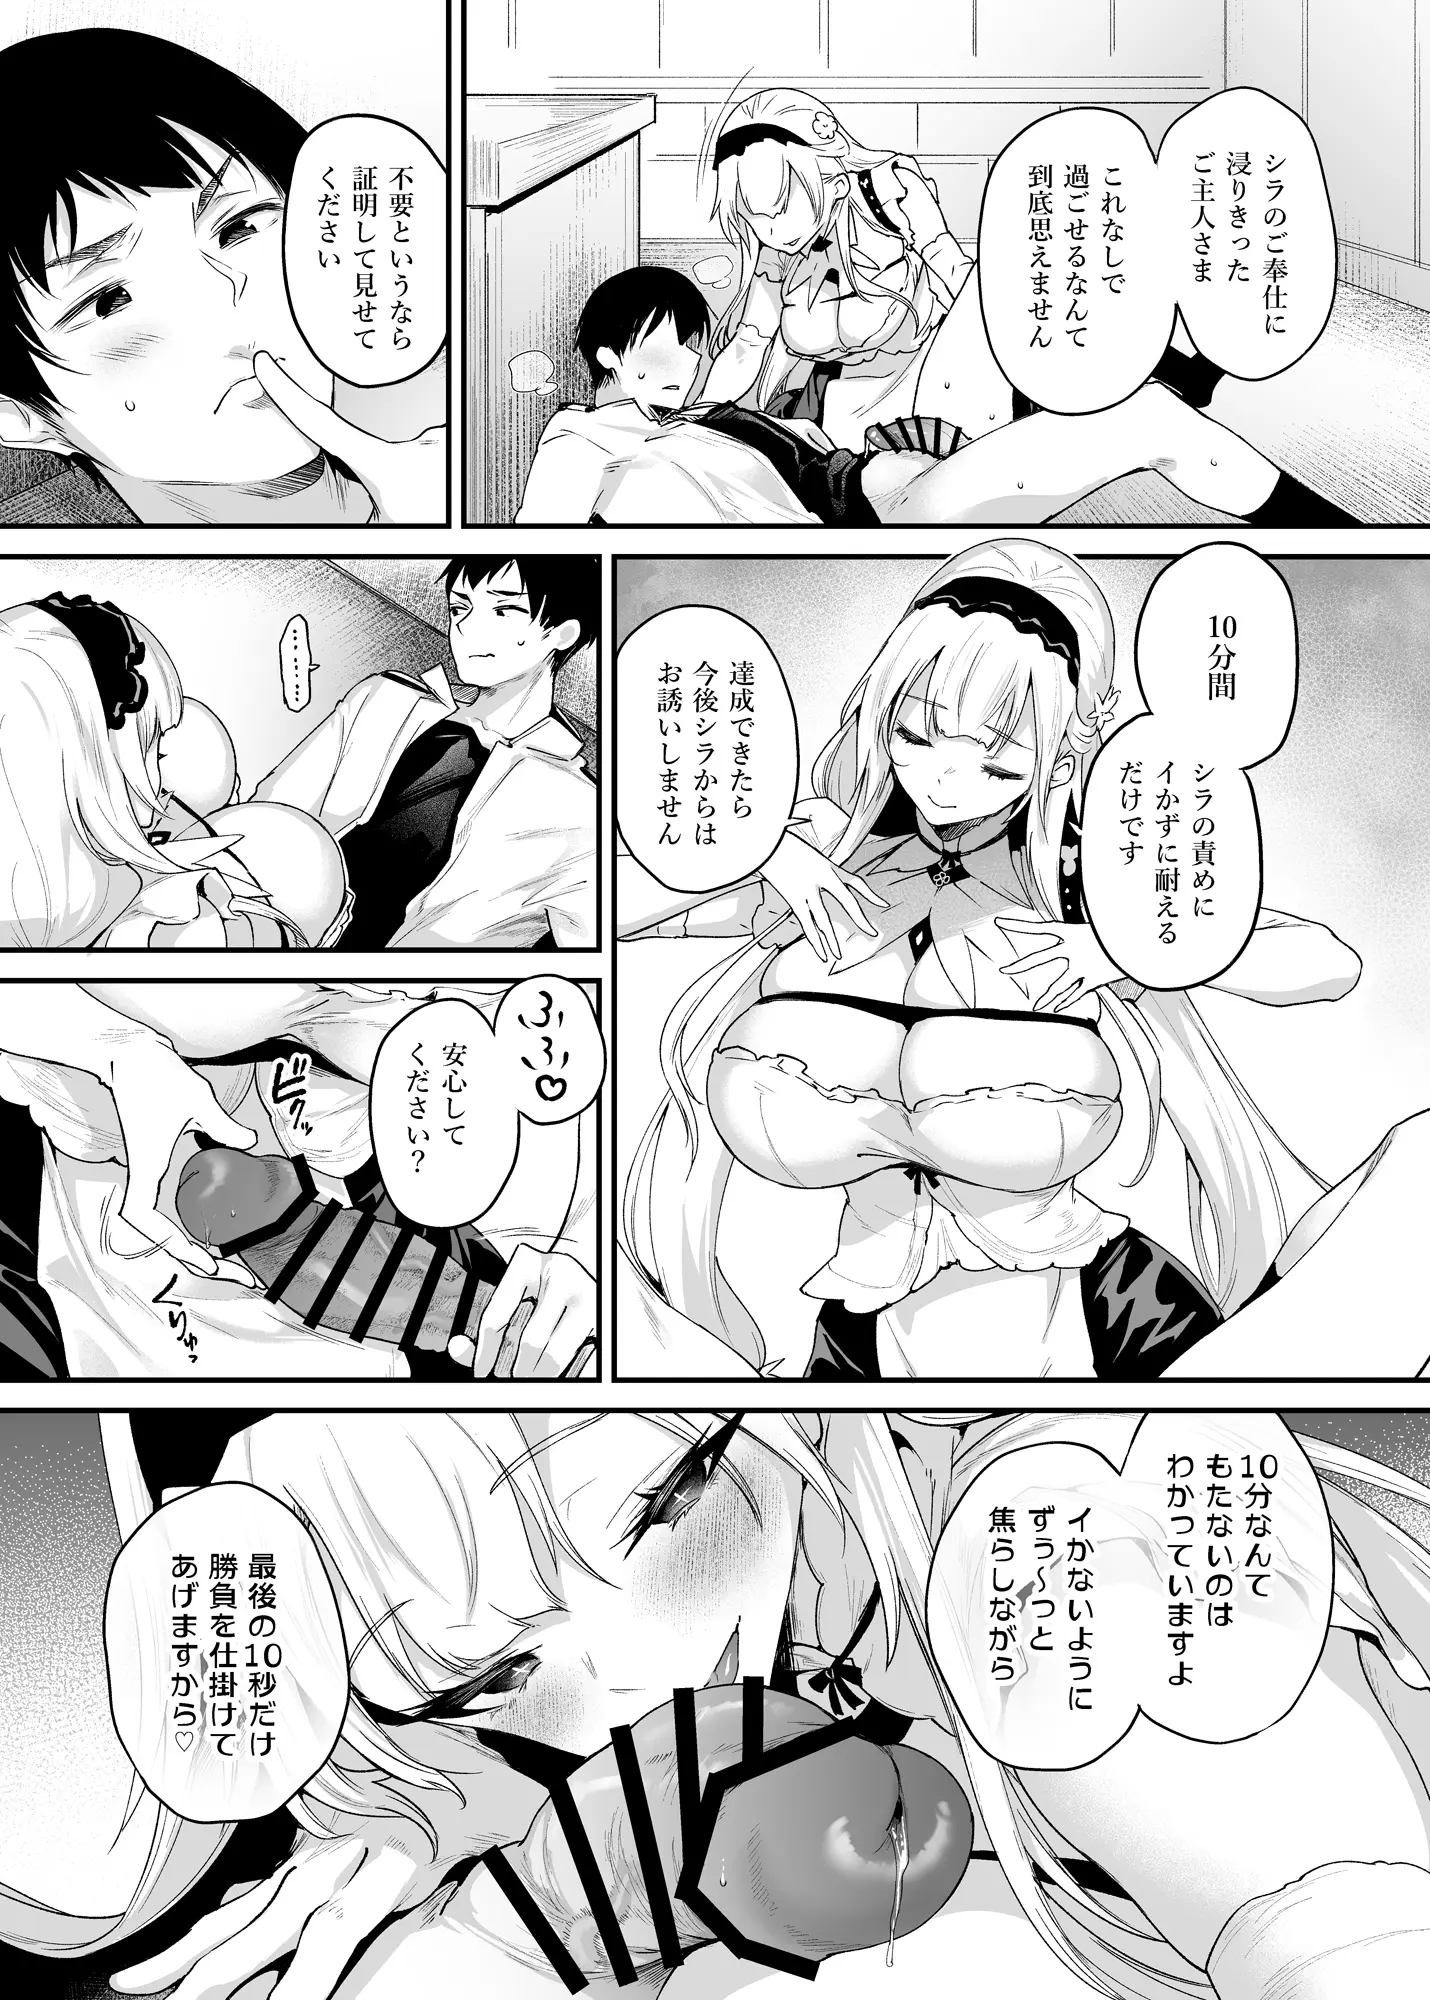 シラのご奉仕に
浸りきった
ご主人さま
これなしで
過ごせるなんて
到底思えません
不要というなら
証明して見せて
ください
10分間
シラの責めに
イかずに耐える
だけです
達成できたら
今後シラからは
お誘いしません
………
ふふ♡
安心して
ください?
ビクッ
くりゅっ
10分なんて
もたないのは
わかっていますよ
イかないように
ずぅ〜っと
焦らしながら
最後の10秒だけ
勝負を仕掛けて
あげますから♡